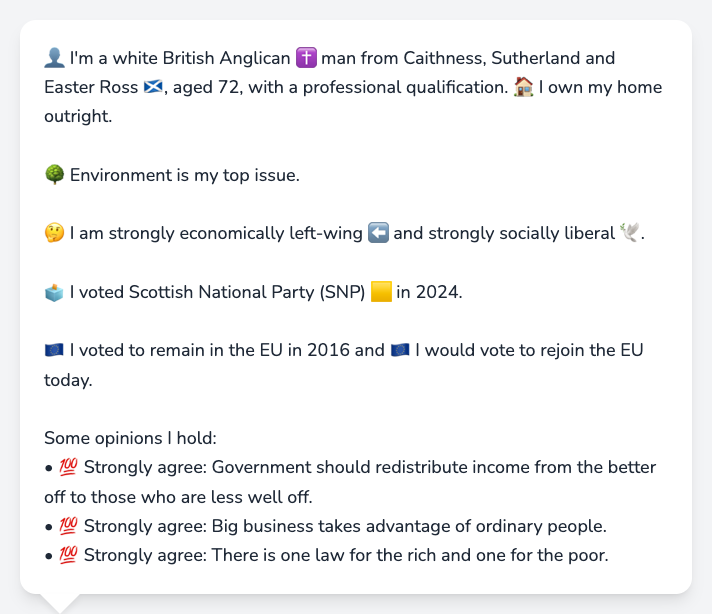 👤 I'm a white British Anglican ✝️ man from Caithness, Sutherland and
Easter Ross 🏴󠁧󠁢󠁳󠁣󠁴󠁿, aged 72, with a professional qualification. 🏠 I own my home
outright.
🌳 Environment is my top issue.
🤔 I am strongly economically left-wing ⬅️ and strongly socially liberal 🕊️.
🗳️ I voted Scottish National Party (SNP) 🟨 in 2024.
🇪🇺 I voted to remain in the EU in 2016 and 🇪🇺 I would vote to rejoin the EU
today.
Some opinions I hold:
• 💯 Strongly agree: Government should redistribute income from the better
off to those who are less well off.
• 💯 Strongly agree: Big business takes advantage of ordinary people.
• 💯 Strongly agree: There is one law for the rich and one for the poor.